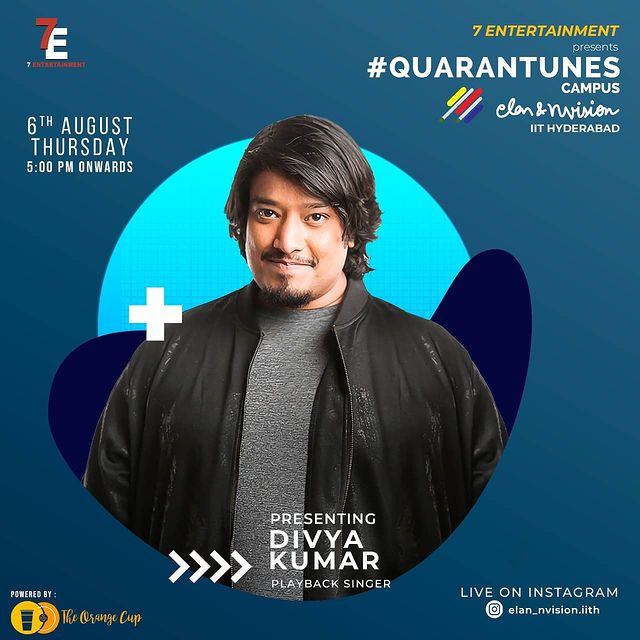 7E
7 ENTERTAINMENT
7 ENTERTAINMENT
presents
#QUARANTUNES
CAMPUS
elan & nvision
IIT HYDERABAD
6TH AUGUST
THURSDAY
5:00 PM ONWARDS
PRESENTING
DIVYA
KUMAR
PLAYBACK SINGER
POWERED BY :
The Orange Cup
LIVE ON INSTAGRAM
elan_nvision.iith